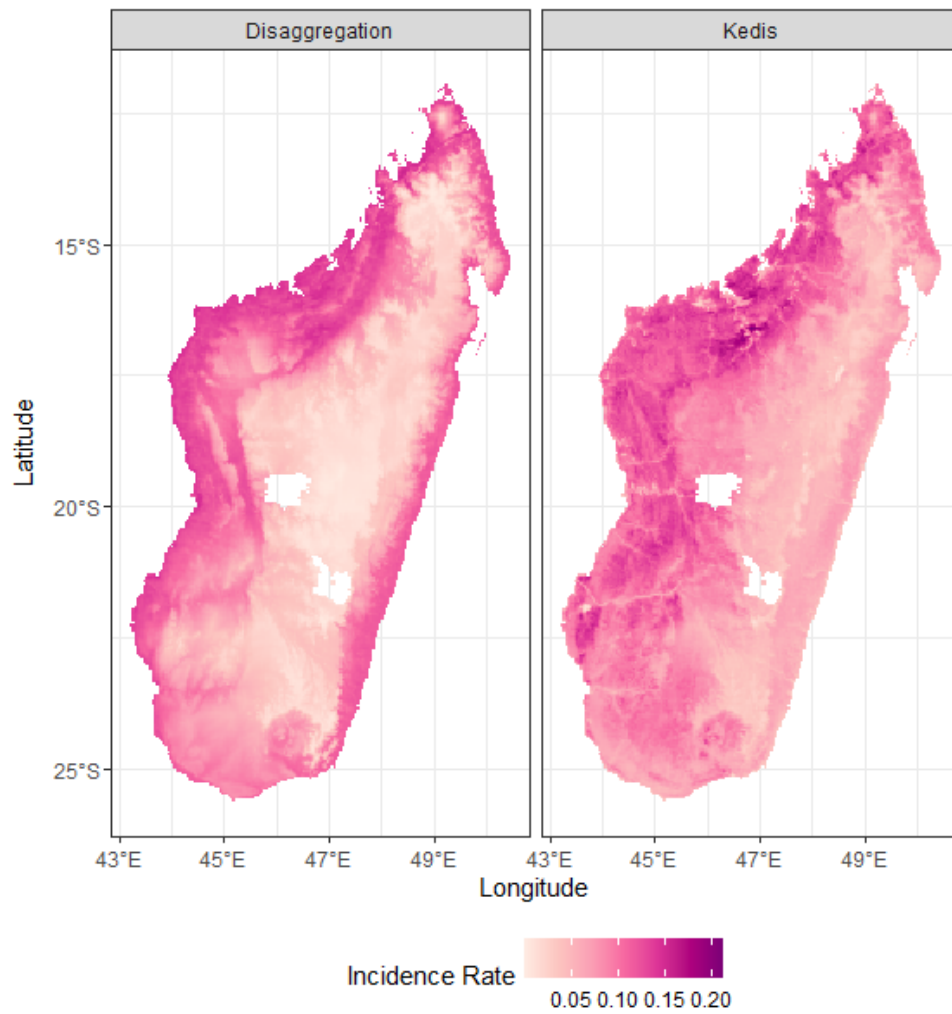 Disaggregation Kedis
15°S
20°S
25°S
Latitude
43°E 45°E 47°E 49°E 43°E 45°E 47°E 49°E
Longitude
Incidence Rate
0.05 0.10 0.15 0.20